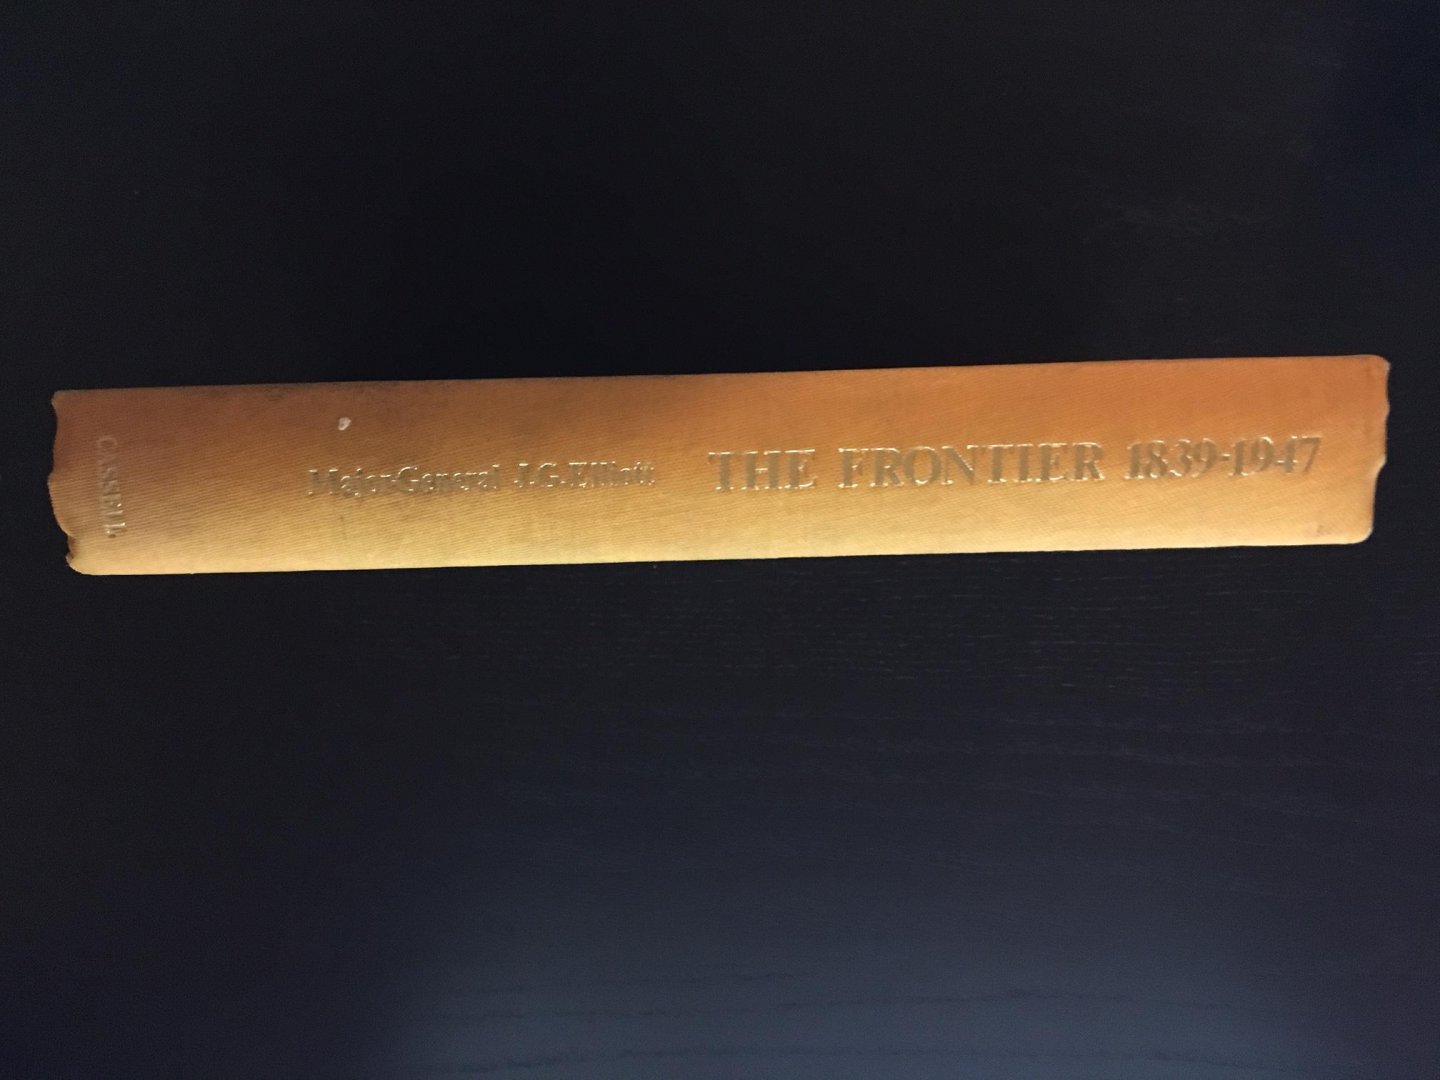 Major-General J.G. Elliott THE FRONTIER 1839-1947
CASSELL